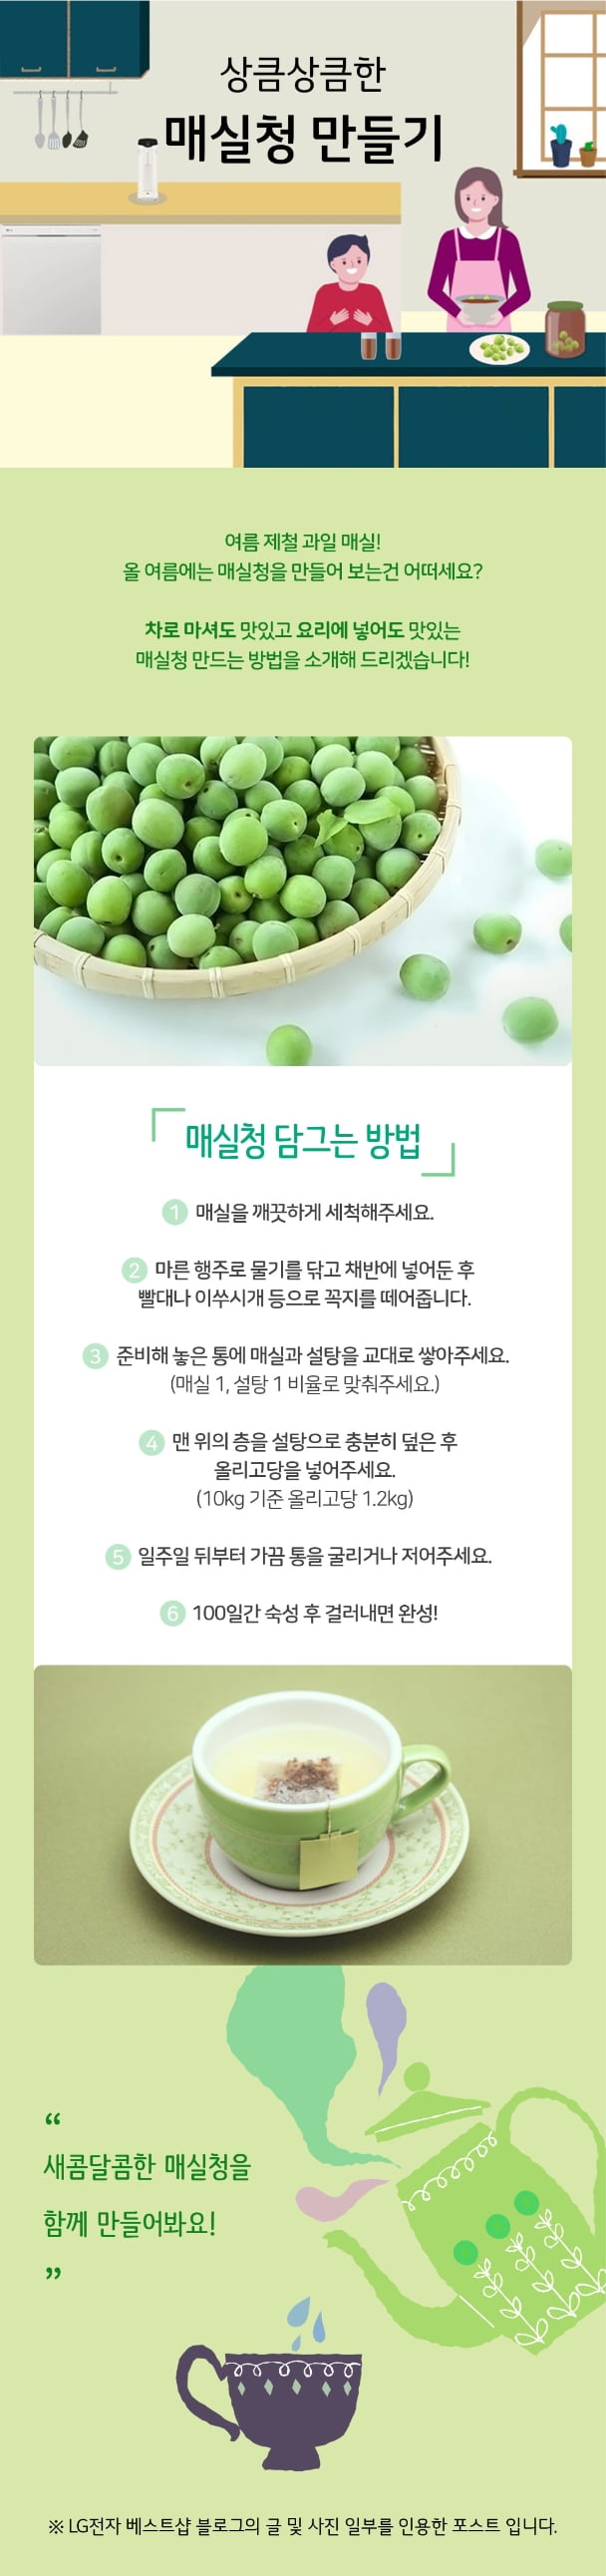 상큼상큼한
매실청 만들기
여름 제철 과일 매실!
올 여름에는 매실청을 만들어 보는건 어떠세요?
차로 마셔도 맛있고 요리에 넣어도 맛있는
매실청 만드는 방법을 소개해 드리겠습니다!
「매실청 담그는 방법」
1 매실을 깨끗하게 세척해주세요.
2 마른 행주로 물기를 닦고 채반에 넣어둔 후
빨대나 이쑤시개 등으로 꼭지를 떼어줍니다.
3 준비해 놓은 통에 매실과 설탕을 교대로 쌓아주세요.
(매실 1, 설탕 1 비율로 맞춰주세요.)
4 맨 위의 층을 설탕으로 충분히 덮은 후
올리고당을 넣어주세요.
(10kg 기준 올리고당 1.2kg)
5 일주일 뒤부터 가끔 통을 굴리거나 저어주세요.
6 100일간 숙성 후 걸러내면 완성!
“
새콤달콤한 매실청을
함께 만들어봐요!
”
※ LG전자 베스트샵 블로그의 글 및 사진 일부를 인용한 포스트 입니다.